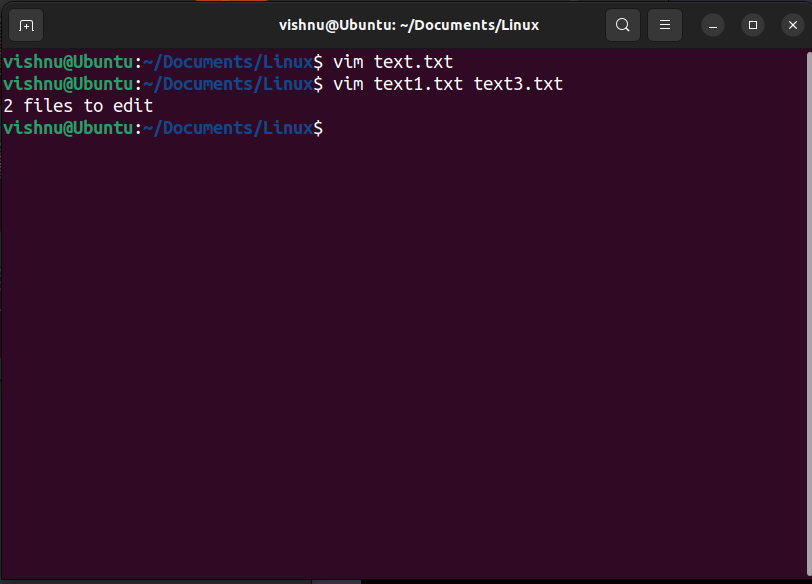 vishnu@Ubuntu: ~/Documents/Linux
vishnu@Ubuntu:~/Documents/Linux$ vim text.txt
vishnu@Ubuntu:~/Documents/Linux$ vim text1.txt text3.txt
2 files to edit
vishnu@Ubuntu:~/Documents/Linux$